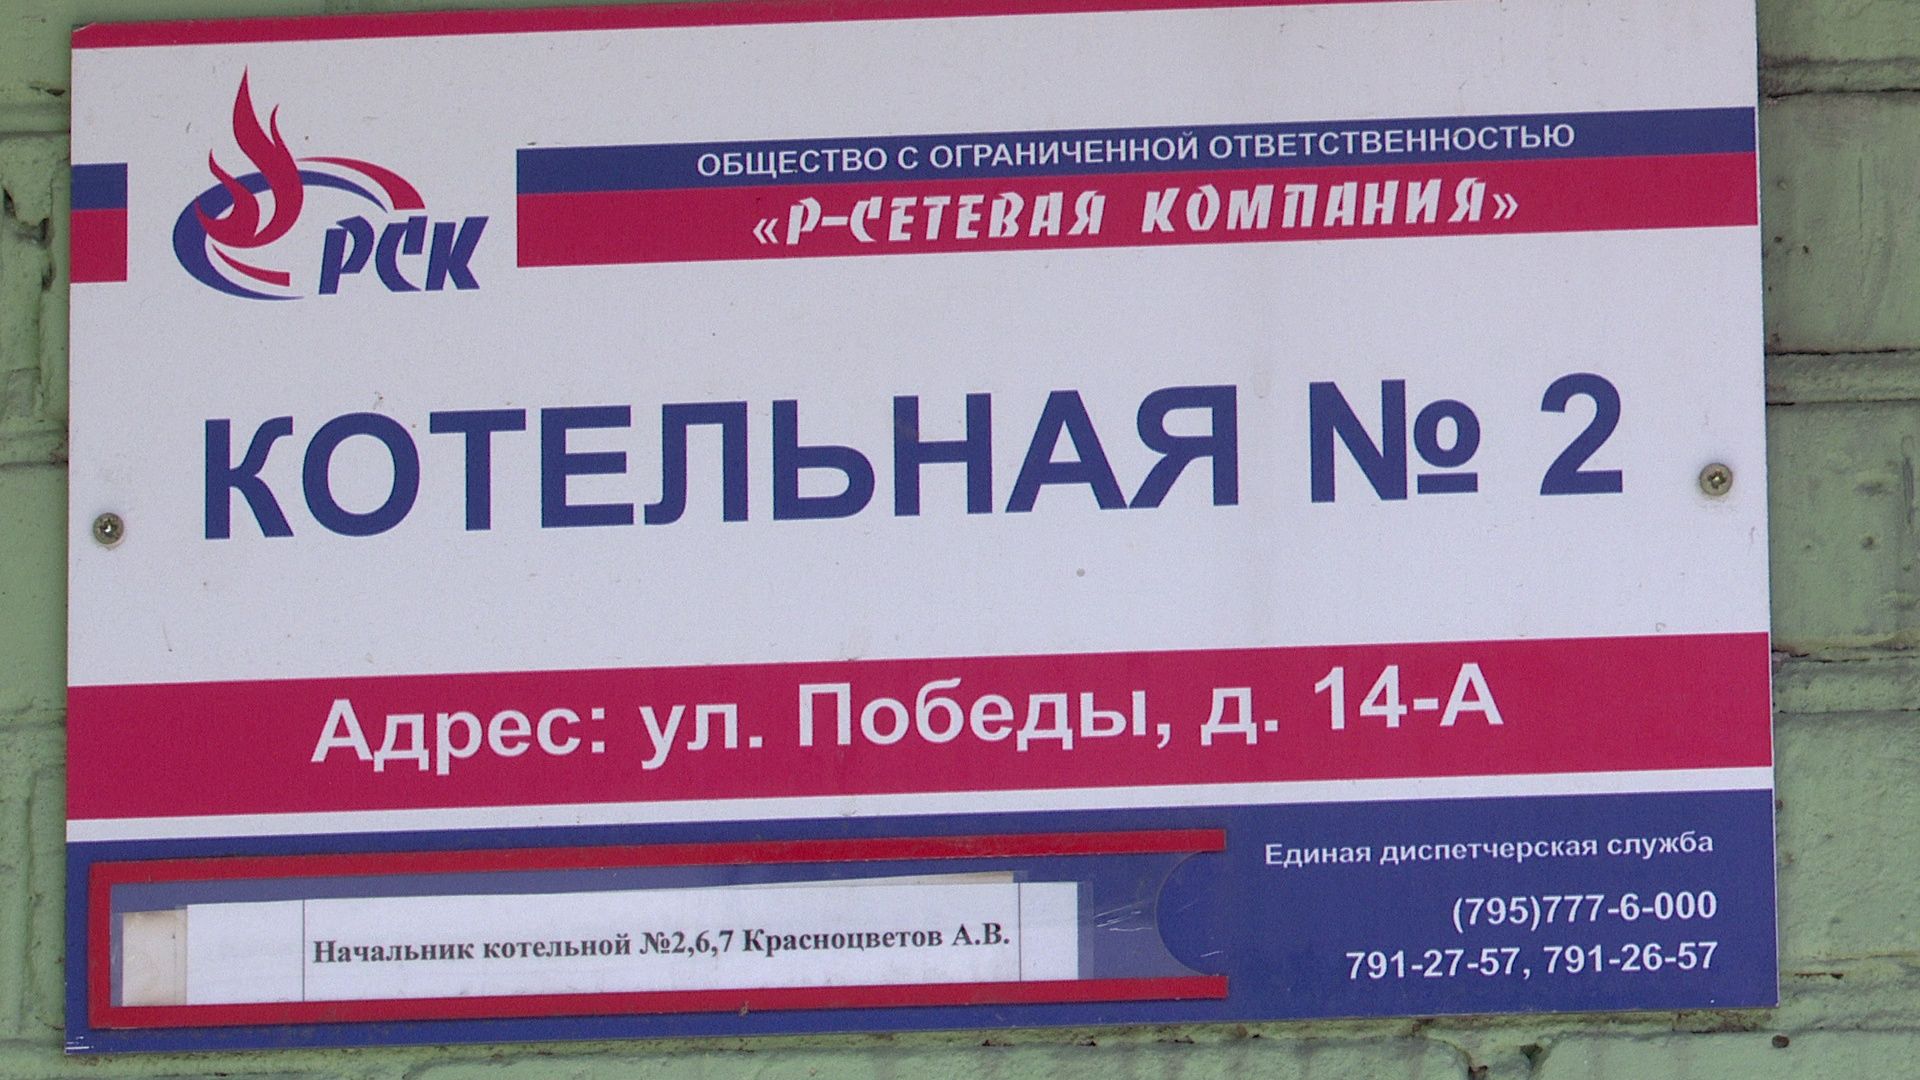 РСК
ОБЩЕСТВО С ОГРАНИЧЕННОЙ ОТВЕТСТВЕННОСТЬЮ
«Р-СЕТЕВАЯ КОМПАНИЯ»
КОТЕЛЬНАЯ № 2
Адрес: ул. Победы, д. 14-А
Начальник котельной №2,6,7 Красноцветов А.В.
Единая диспетчерская служба
(795)777-6-000
791-27-57, 791-26-57